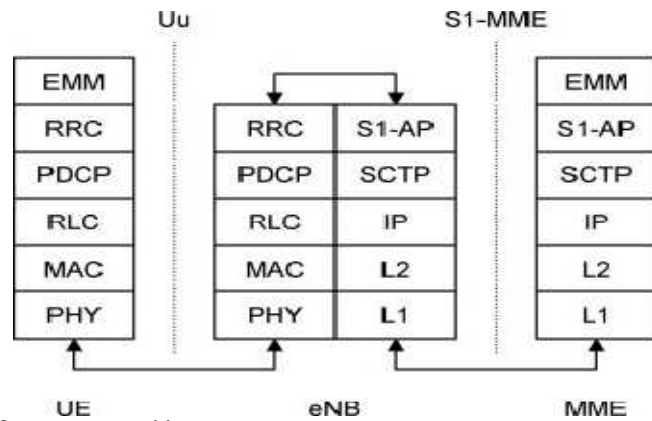 Uu S1-MME
EMM EMM
RRC RRC S1-AP S1-AP
PDCP PDCP SCTP SCTP
RLC RLC IP IP
MAC MAC L2 L2
PHY PHY L1 L1
UE eNB MME